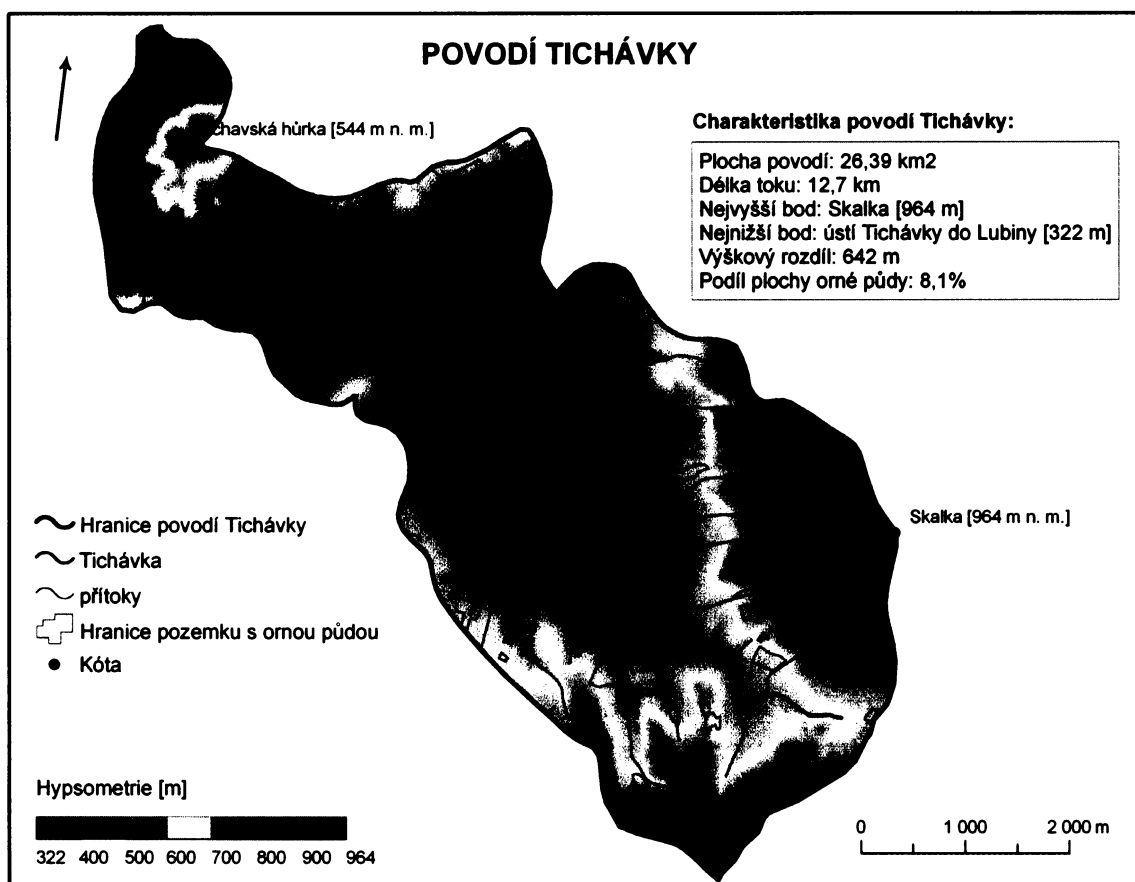 POVODÍ TICHÁVKY
chavská hůrka [544 m n. m.]
Charakteristika povodí Tichávky:
Plocha povodí: 26,39 km2
Délka toku: 12,7 km
Nejvyšší bod: Skalka [964 m]
Nejnižší bod: ústí Tichávky do Lubiny [322 m]
Výškový rozdíl: 642 m
Podíl plochy orné půdy: 8,1%
Skalka [964 m n. m.]
Hranice povodí Tichávky
Tichávka
přítoky
Hranice pozemku s ornou půdou
Kóta
Hypsometrie [m]
322 400 500 600 700 800 900 964
0 1 000 2 000 m